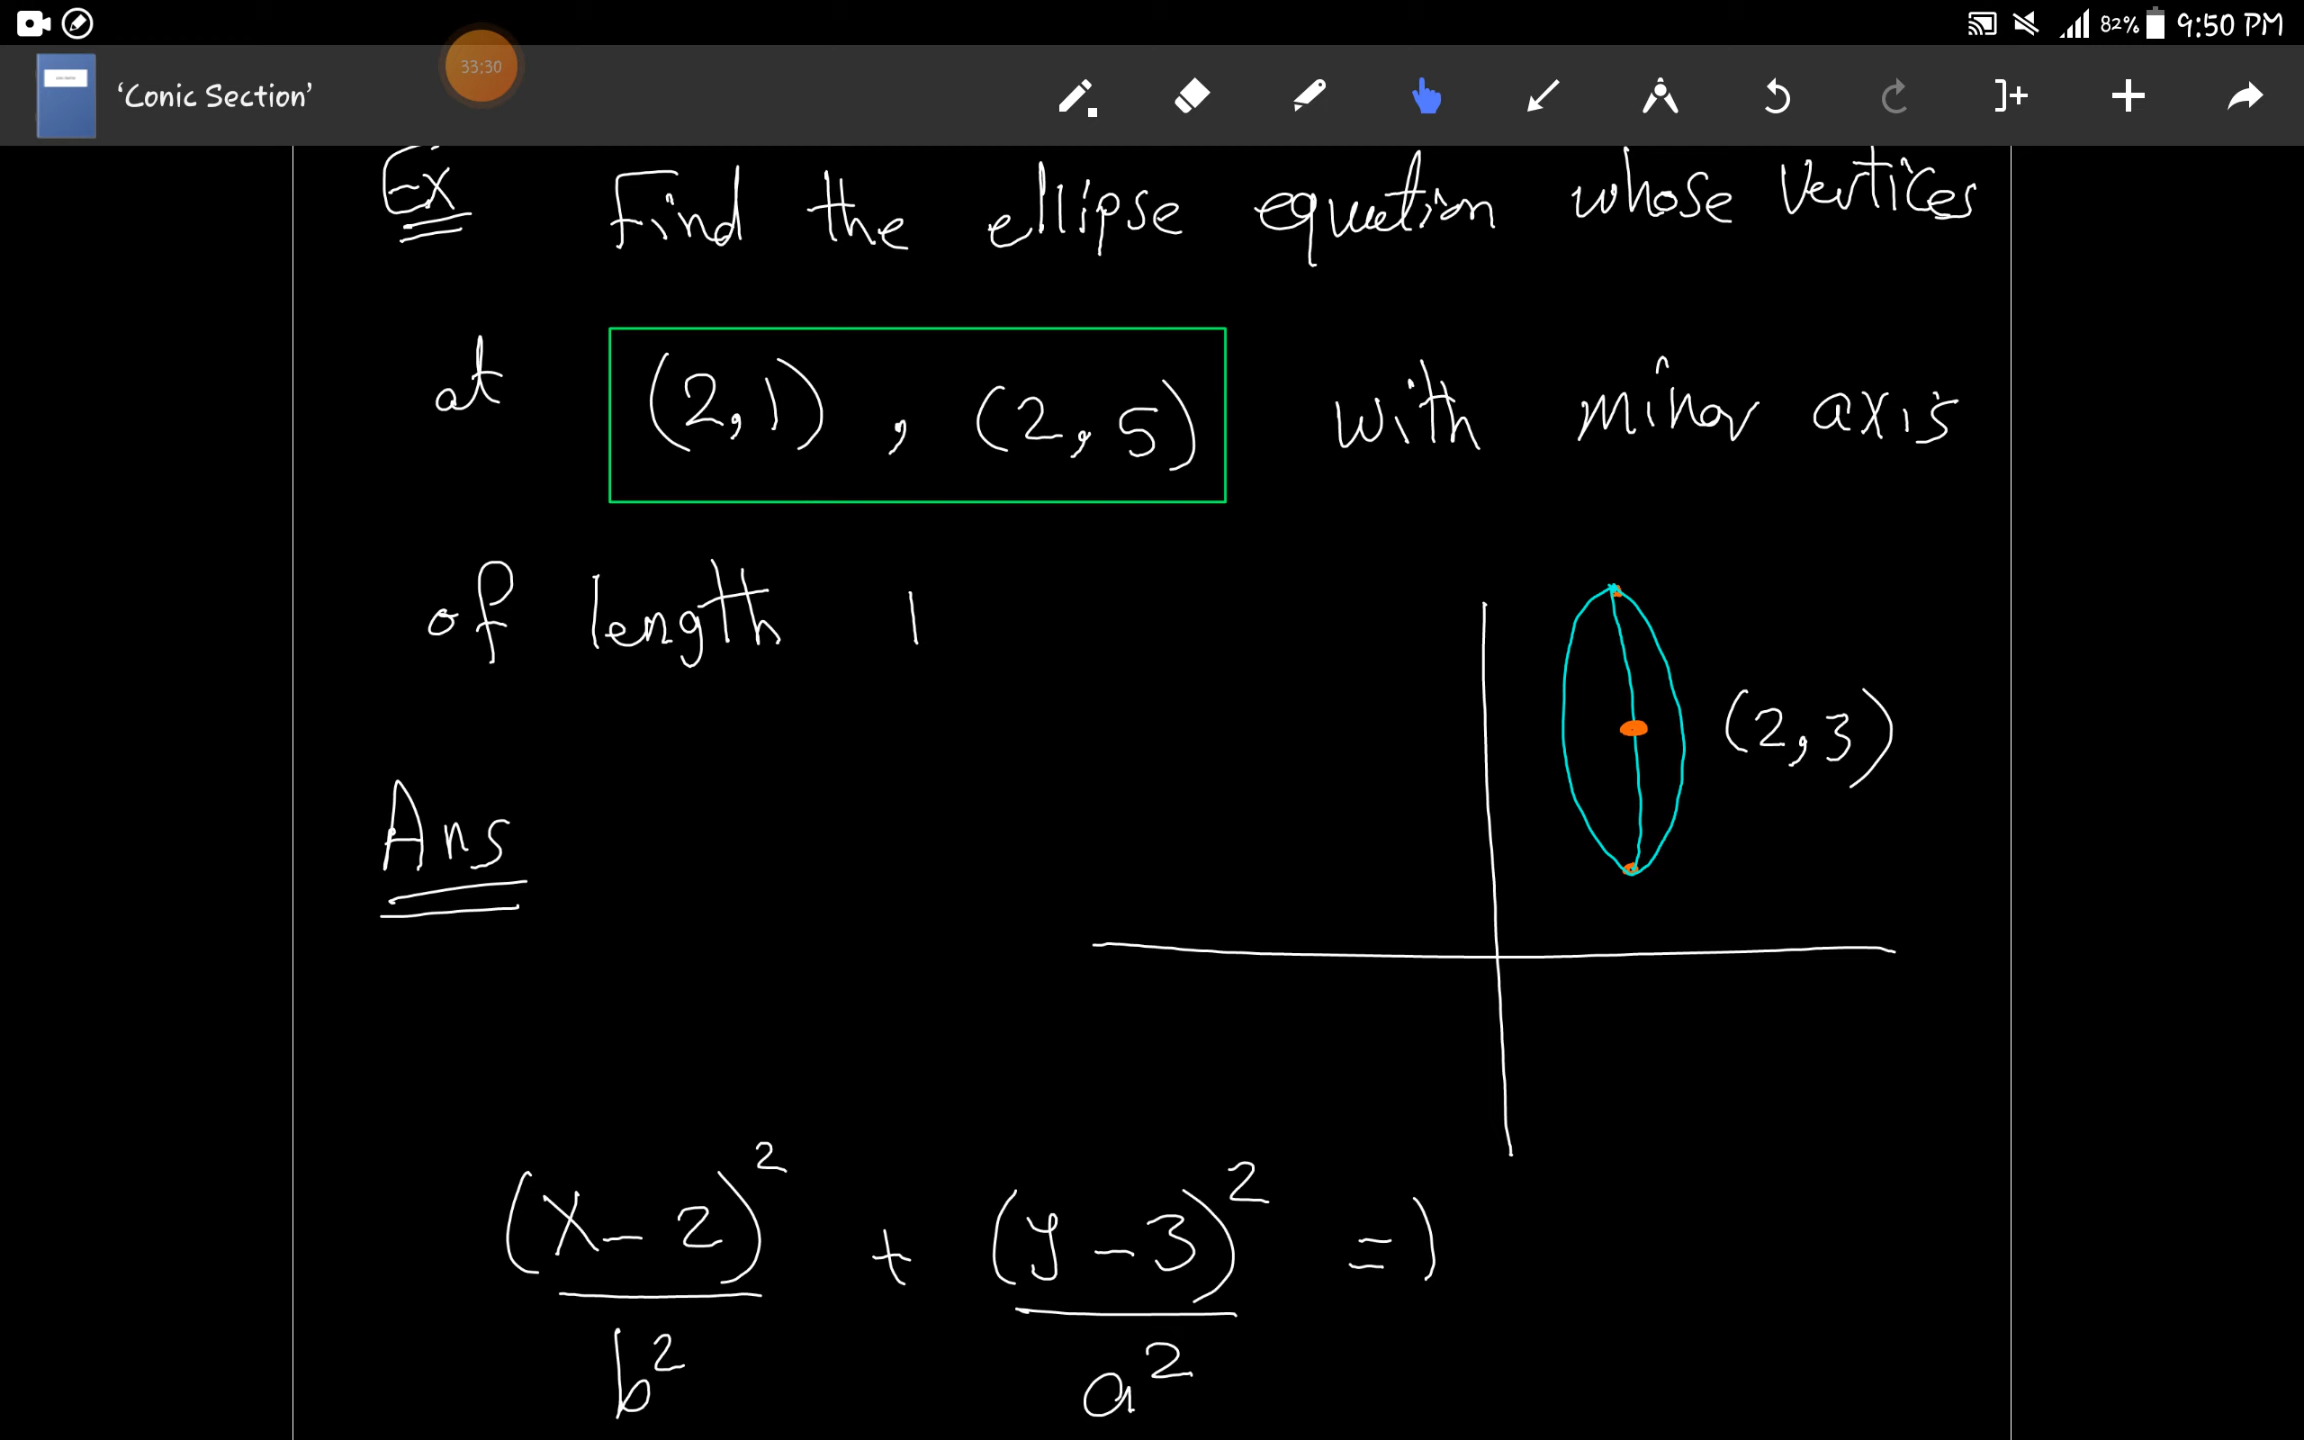 82% 9:50 PM
'Conic Section'
33:30
Ex Find the ellipse equation whose vertices
at (2,1) , (2,5) with minor axis
of length 1
(2,3)
Ans
(x-2)² + (y-3)² =1
b² a²